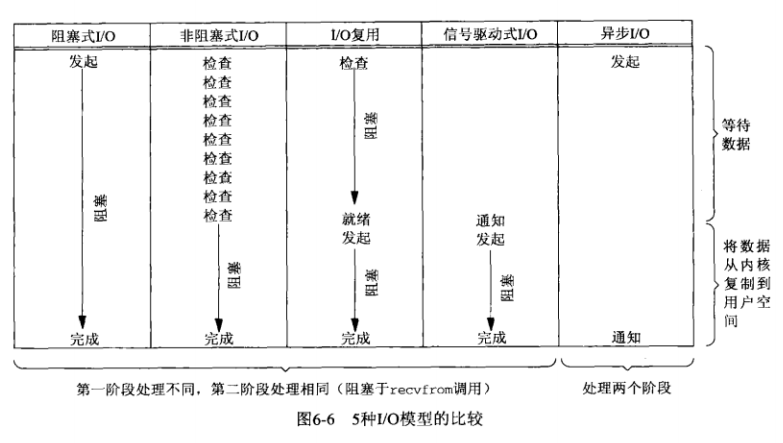 阻塞式I/O 非阻塞式I/O I/O复用 信号驱动式I/O 异步I/O
发起 检查 检查 发起
检查
检查
检查
检查
检查
检查
检查
检查 就绪 通知
发起 发起
阻塞
阻塞
阻塞
阻塞
阻塞
完成 完成 完成 完成 通知
等待
数据
将数据
从内核
复制到
用户空
间
第一阶段处理不同，第二阶段处理相同（阻塞于recvfrom调用） 处理两个阶段
图6-6 5种I/O模型的比较